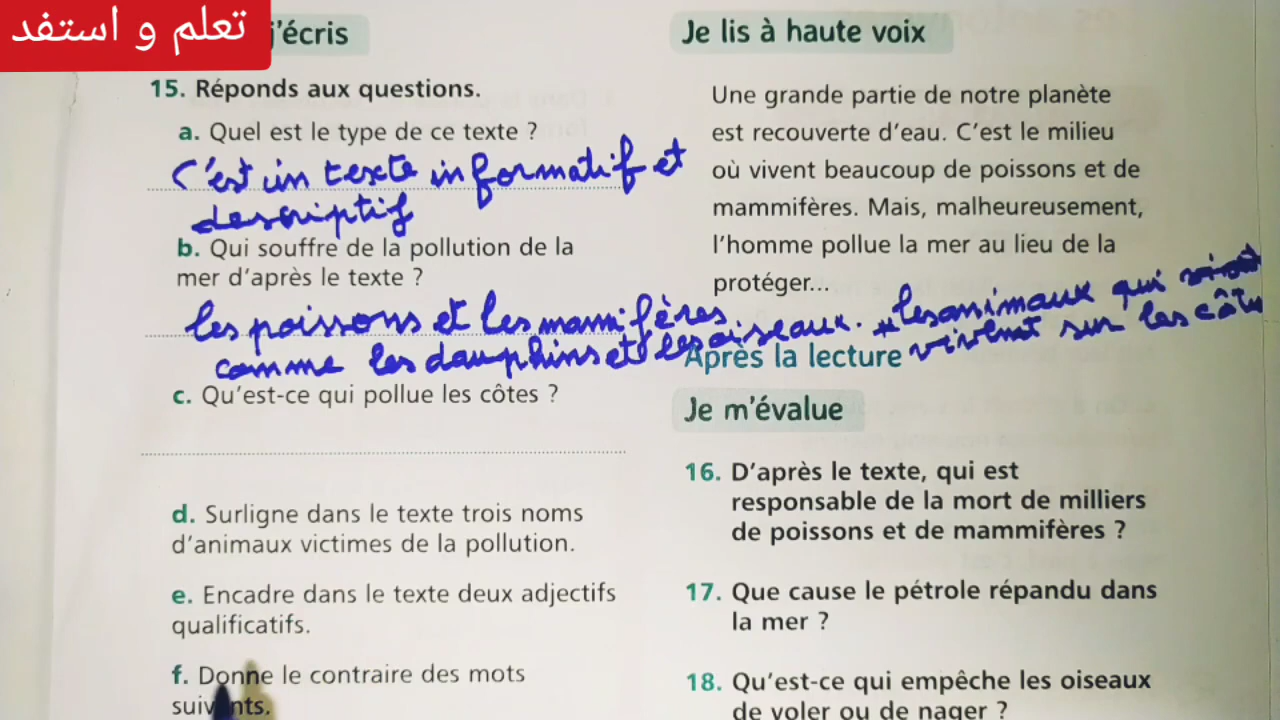 تعلم و استفد
j'écris
15. Réponds aux questions.
a. Quel est le type de ce texte ?
C'est un texte informatif et
descriptif
b. Qui souffre de la pollution de la
mer d'après le texte ?
les poissons et les mamifères
comme les dauphins et les oiseaux. * les animaux qui
vivent sur les côtes
c. Qu'est-ce qui pollue les côtes ?
d. Surligne dans le texte trois noms
d'animaux victimes de la pollution.
e. Encadre dans le texte deux adjectifs
qualificatifs.
f. Donne le contraire des mots
suivants.
Je lis à haute voix
Une grande partie de notre planète
est recouverte d'eau. C'est le milieu
où vivent beaucoup de poissons et de
mammifères. Mais, malheureusement,
l'homme pollue la mer au lieu de la
protéger...
Après la lecture
Je m'évalue
16. D'après le texte, qui est
responsable de la mort de milliers
de poissons et de mammifères ?
17. Que cause le pétrole répandu dans
la mer ?
18. Qu'est-ce qui empêche les oiseaux
de voler ou de nager ?